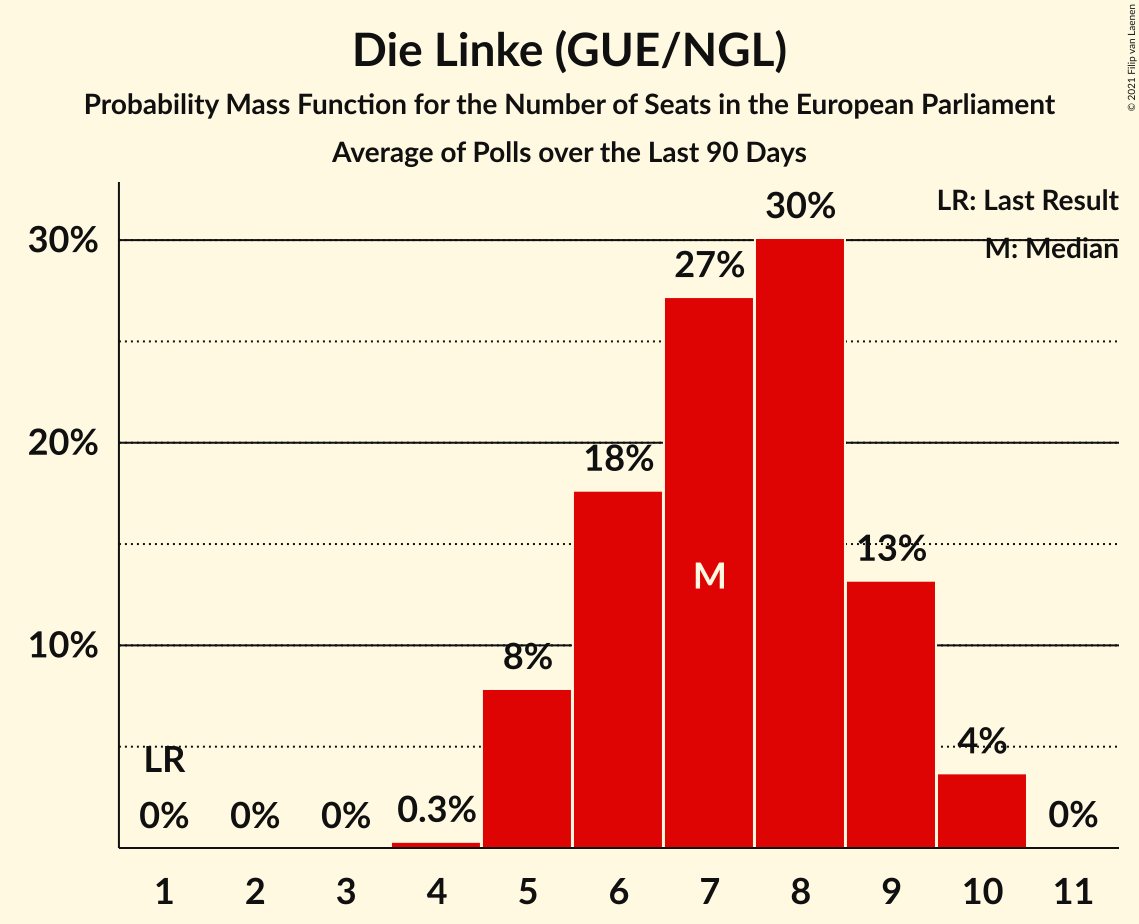 Die Linke (GUE/NGL)
Probability Mass Function for the Number of Seats in the European Parliament
Average of Polls over the Last 90 Days
© 2021 Filip van Laenen
LR: Last Result
M: Median
30%
20%
10%
LR
0%
0%
0%
0.3%
8%
18%
27%
M
30%
13%
4%
0%
1 2 3 4 5 6 7 8 9 10 11